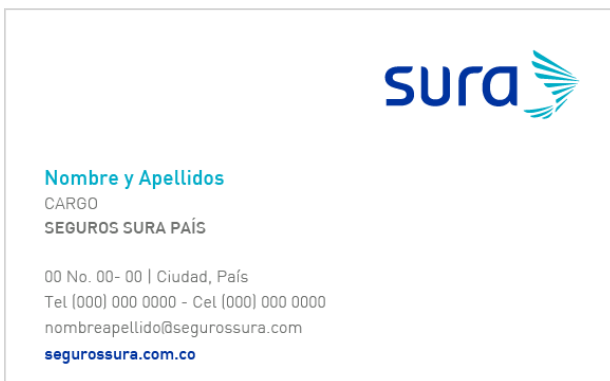 sura
Nombre y Apellidos
CARGO
SEGUROS SURA PAÍS
00 No. 00- 00 | Ciudad, País
Tel (000) 000 0000 - Cel (000) 000 0000
nombreapellido@segurossura.com
segurossura.com.co